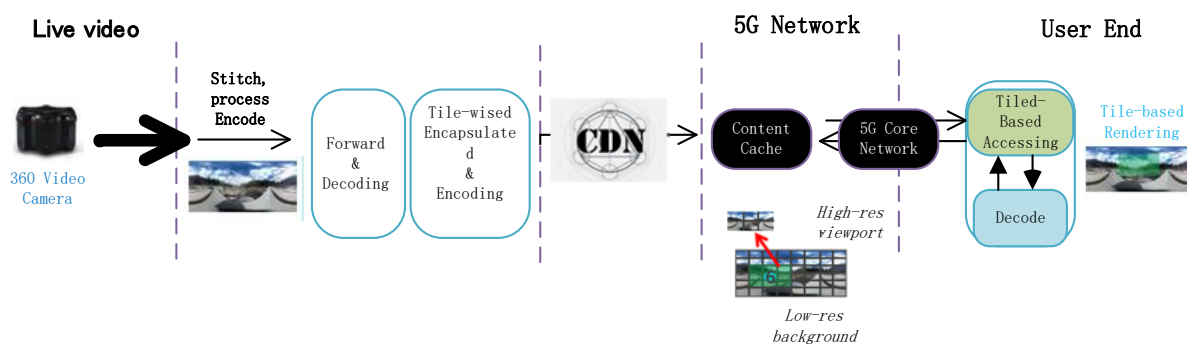 Live video
5G Network
User End
360 Video
Camera
Stitch,
process
Encode
Forward
&
Decoding
Tile-wised
Encapsulate
d
&
Encoding
CDN
Content
Cache
5G Core
Network
Tiled-
Based
Accessing
Decode
Tile-based
Rendering
High-res
viewport
6
Low-res
background